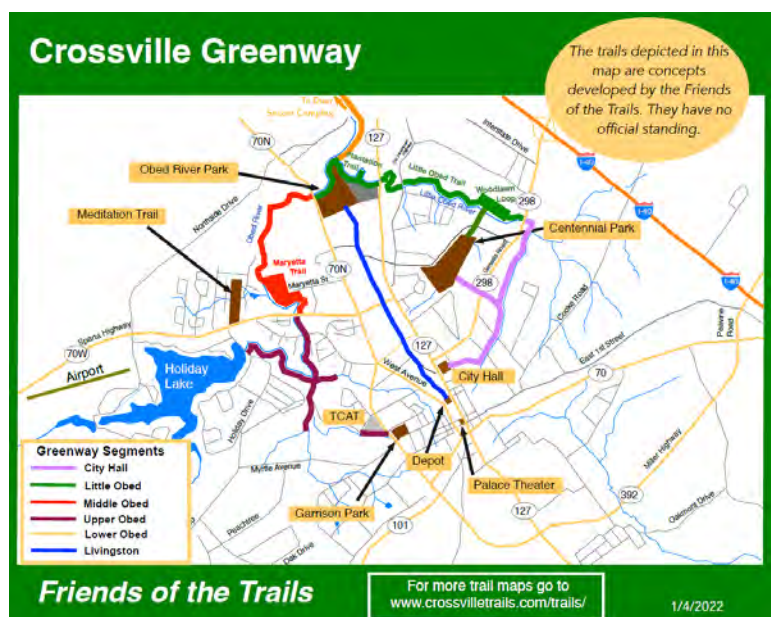 Crossville Greenway
The trails depicted in this
map are concepts
developed by the Friends
of the Trails. They have no
official standing.
70N
127
Interstate Drive
I-40
Obed River Park
Plantation
Trail
Little Obed Trail
Little Obed River
Woodlawn
Loop
298
Northside Drive
Meditation Trail
Obed River
Centennial Park
I-40
Maryetta
Trail
Maryetta St
70N
298
Genesis Road
Cooke Road
I-40
Sparta Highway
70W
127
East 1st Street
Airport
Holiday
Lake
West Avenue
City Hall
70
Holiday Drive
TCAT
Greenway Segments
City Hall
Little Obed
Middle Obed
Upper Obed
Lower Obed
Livingston
Myrtle Avenue
Depot
Miller Highway
Palace Theater
Garrison Park
392
Peachtree
127
101
Oak Drive
Oakmont Drive
Friends of the Trails
For more trail maps go to
www.crossvilletrails.com/trails/
1/4/2022